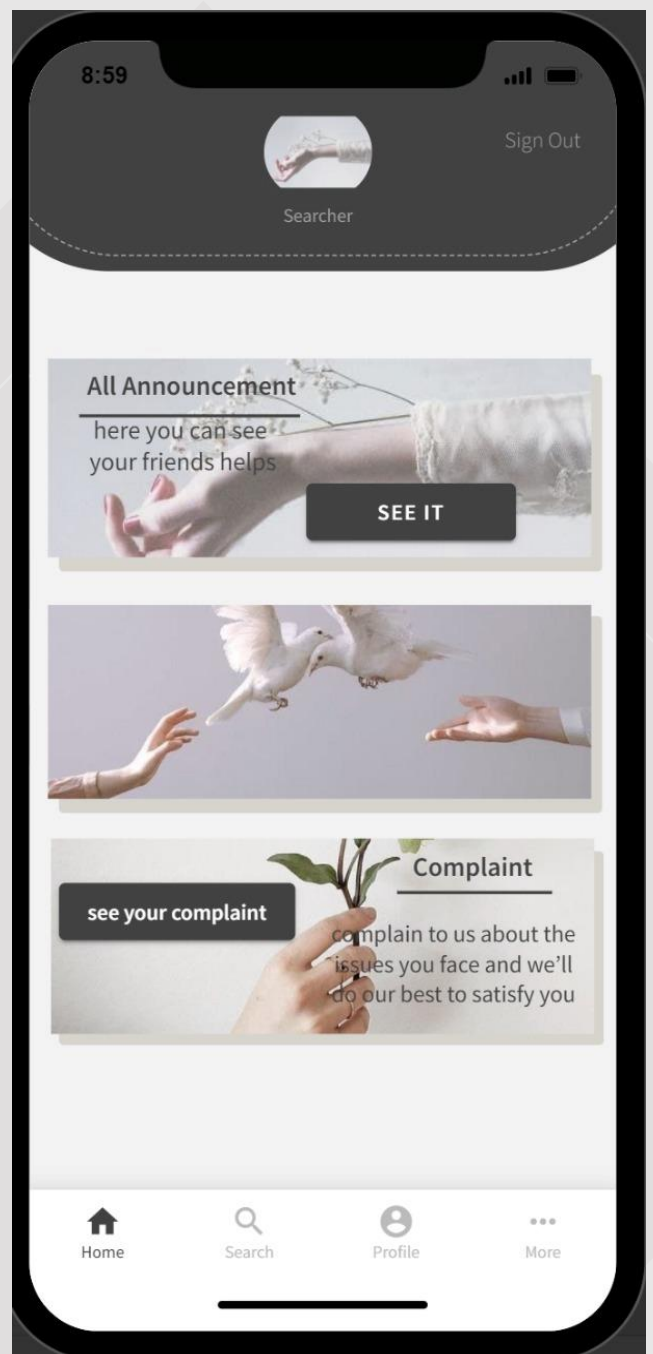 8:59
Sign Out
Searcher
All Announcement
here you can see
your friends helps
SEE IT
Complaint
see your complaint
complain to us about the
issues you face and we'll
do our best to satisfy you
Home
Search
Profile
More